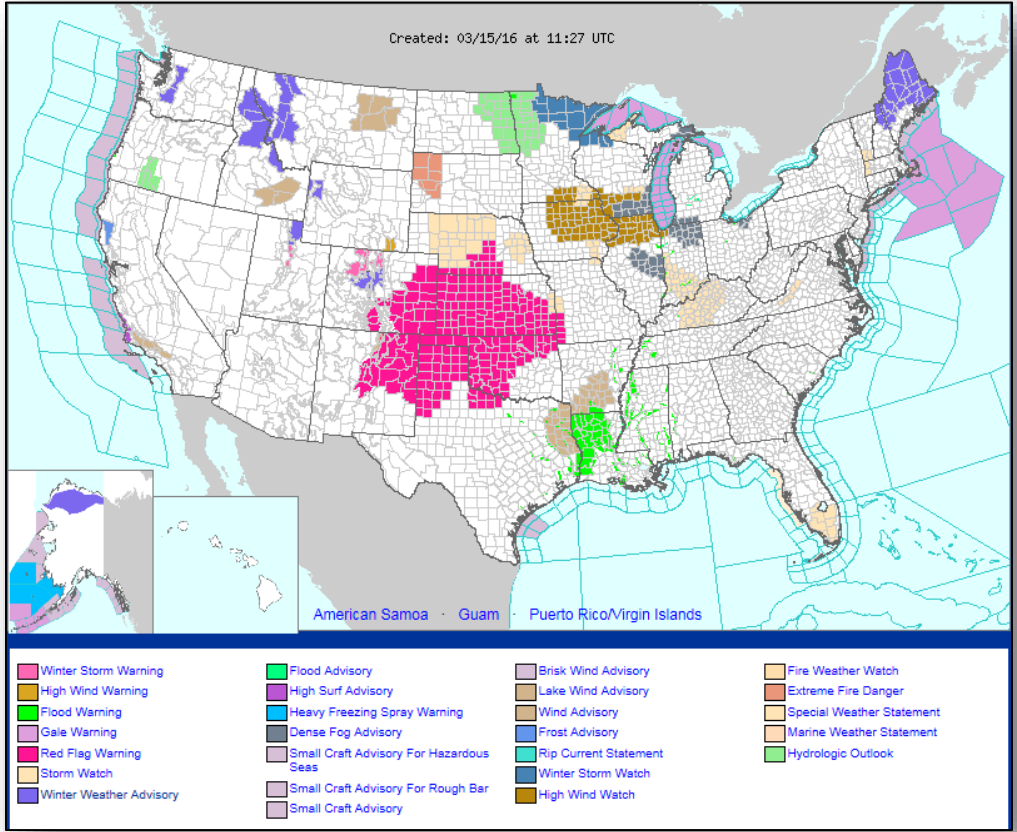 Created: 03/15/16 at 11:27 UTC
American Samoa · Guam · Puerto Rico/Virgin Islands
Winter Storm Warning
High Wind Warning
Flood Warning
Gale Warning
Red Flag Warning
Storm Watch
Winter Weather Advisory
Flood Advisory
High Surf Advisory
Heavy Freezing Spray Warning
Dense Fog Advisory
Small Craft Advisory For Hazardous
Seas
Small Craft Advisory For Rough Bar
Small Craft Advisory
Brisk Wind Advisory
Lake Wind Advisory
Wind Advisory
Frost Advisory
Rip Current Statement
Winter Storm Watch
High Wind Watch
Fire Weather Watch
Extreme Fire Danger
Special Weather Statement
Marine Weather Statement
Hydrologic Outlook